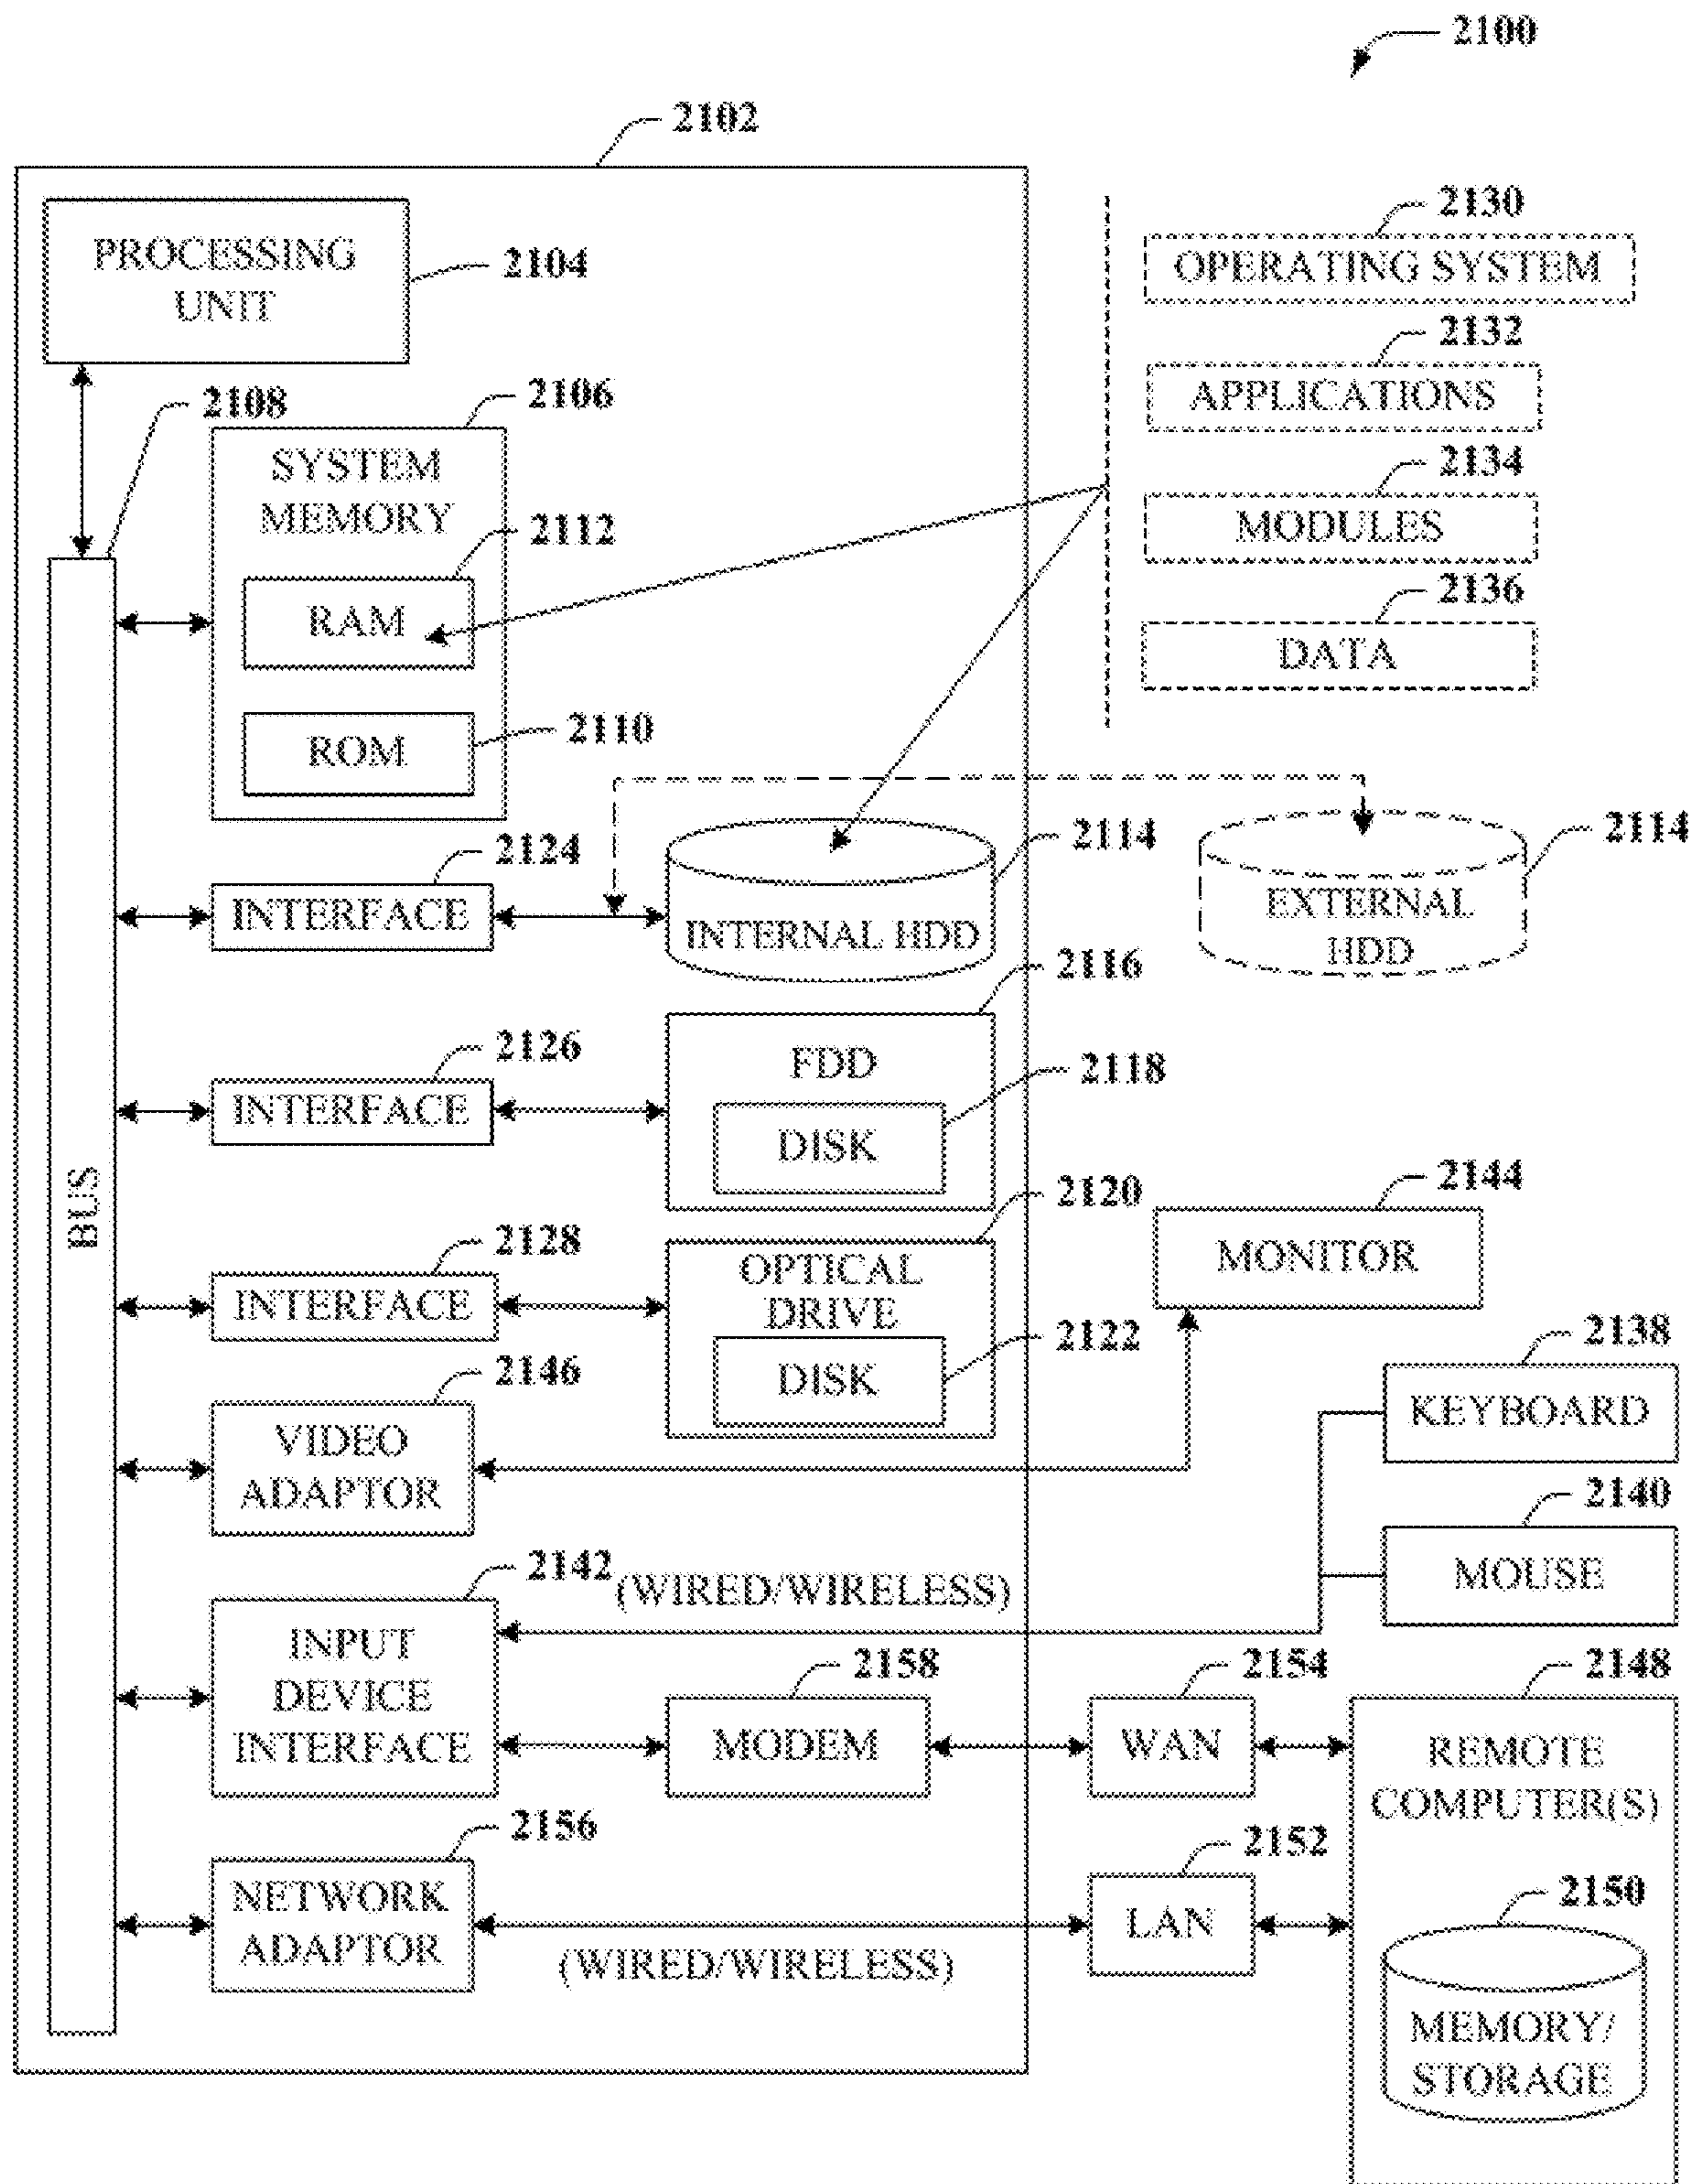 2100
2102
PROCESSING
UNIT
2104
2130
OPERATING SYSTEM
2132
APPLICATIONS
2134
MODULES
2136
DATA
2108
2106
SYSTEM
MEMORY
2112
RAM
2110
ROM
BUS
2124
INTERFACE
2114
INTERNAL HDD
2114
EXTERNAL
HDD
2126
INTERFACE
2116
FDD
2118
DISK
2128
INTERFACE
2120
OPTICAL
DRIVE
2122
DISK
2144
MONITOR
2146
VIDEO
ADAPTOR
2138
KEYBOARD
2140
MOUSE
2142
(WIRED/WIRELESS)
INPUT
DEVICE
INTERFACE
2158
MODEM
2154
WAN
2148
REMOTE
COMPUTER(S)
2156
NETWORK
ADAPTOR
(WIRED/WIRELESS)
2152
LAN
2150
MEMORY/
STORAGE